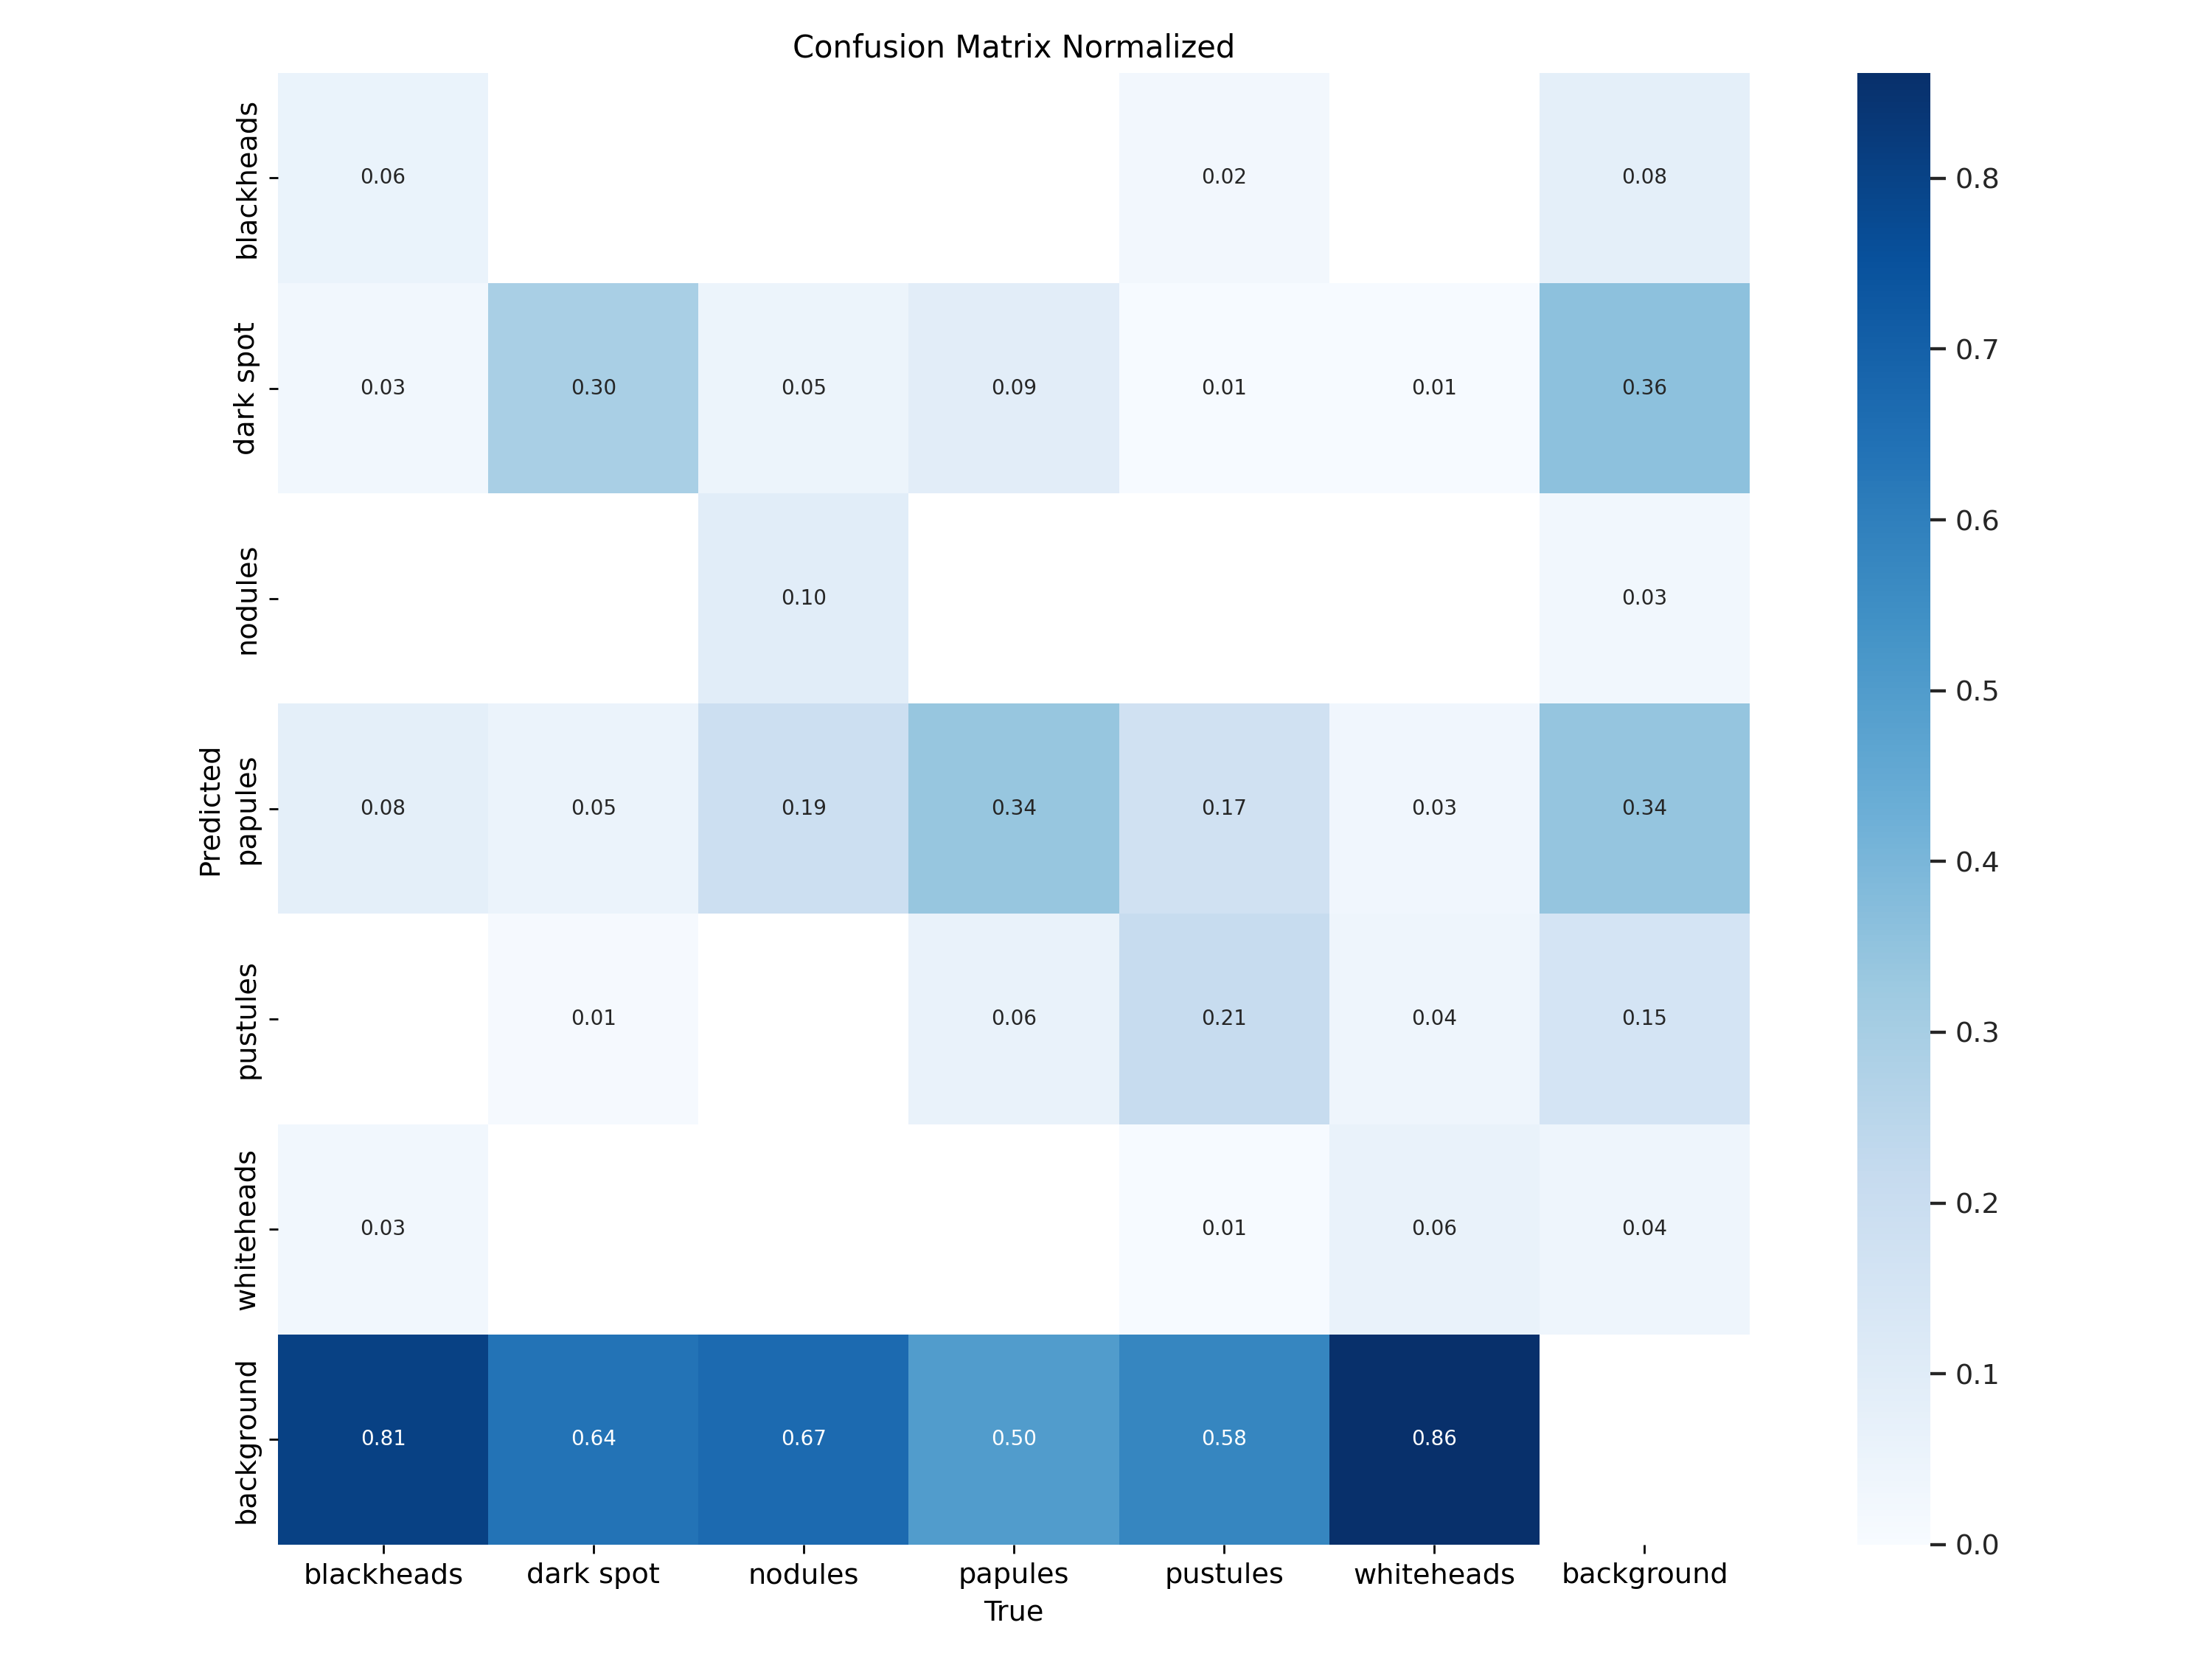 Confusion Matrix Normalized
blackheads
0.06 0.02 0.08
dark spot
0.03 0.30 0.05 0.09 0.01 0.01 0.36
nodules
0.10 0.03
Predicted
papules
0.08 0.05 0.19 0.34 0.17 0.03 0.34
pustules
0.01 0.06 0.21 0.04 0.15
whiteheads
0.03 0.01 0.06 0.04
background
0.81 0.64 0.67 0.50 0.58 0.86
blackheads dark spot nodules papules pustules whiteheads background
True
0.8
0.7
0.6
0.5
0.4
0.3
0.2
0.1
0.0